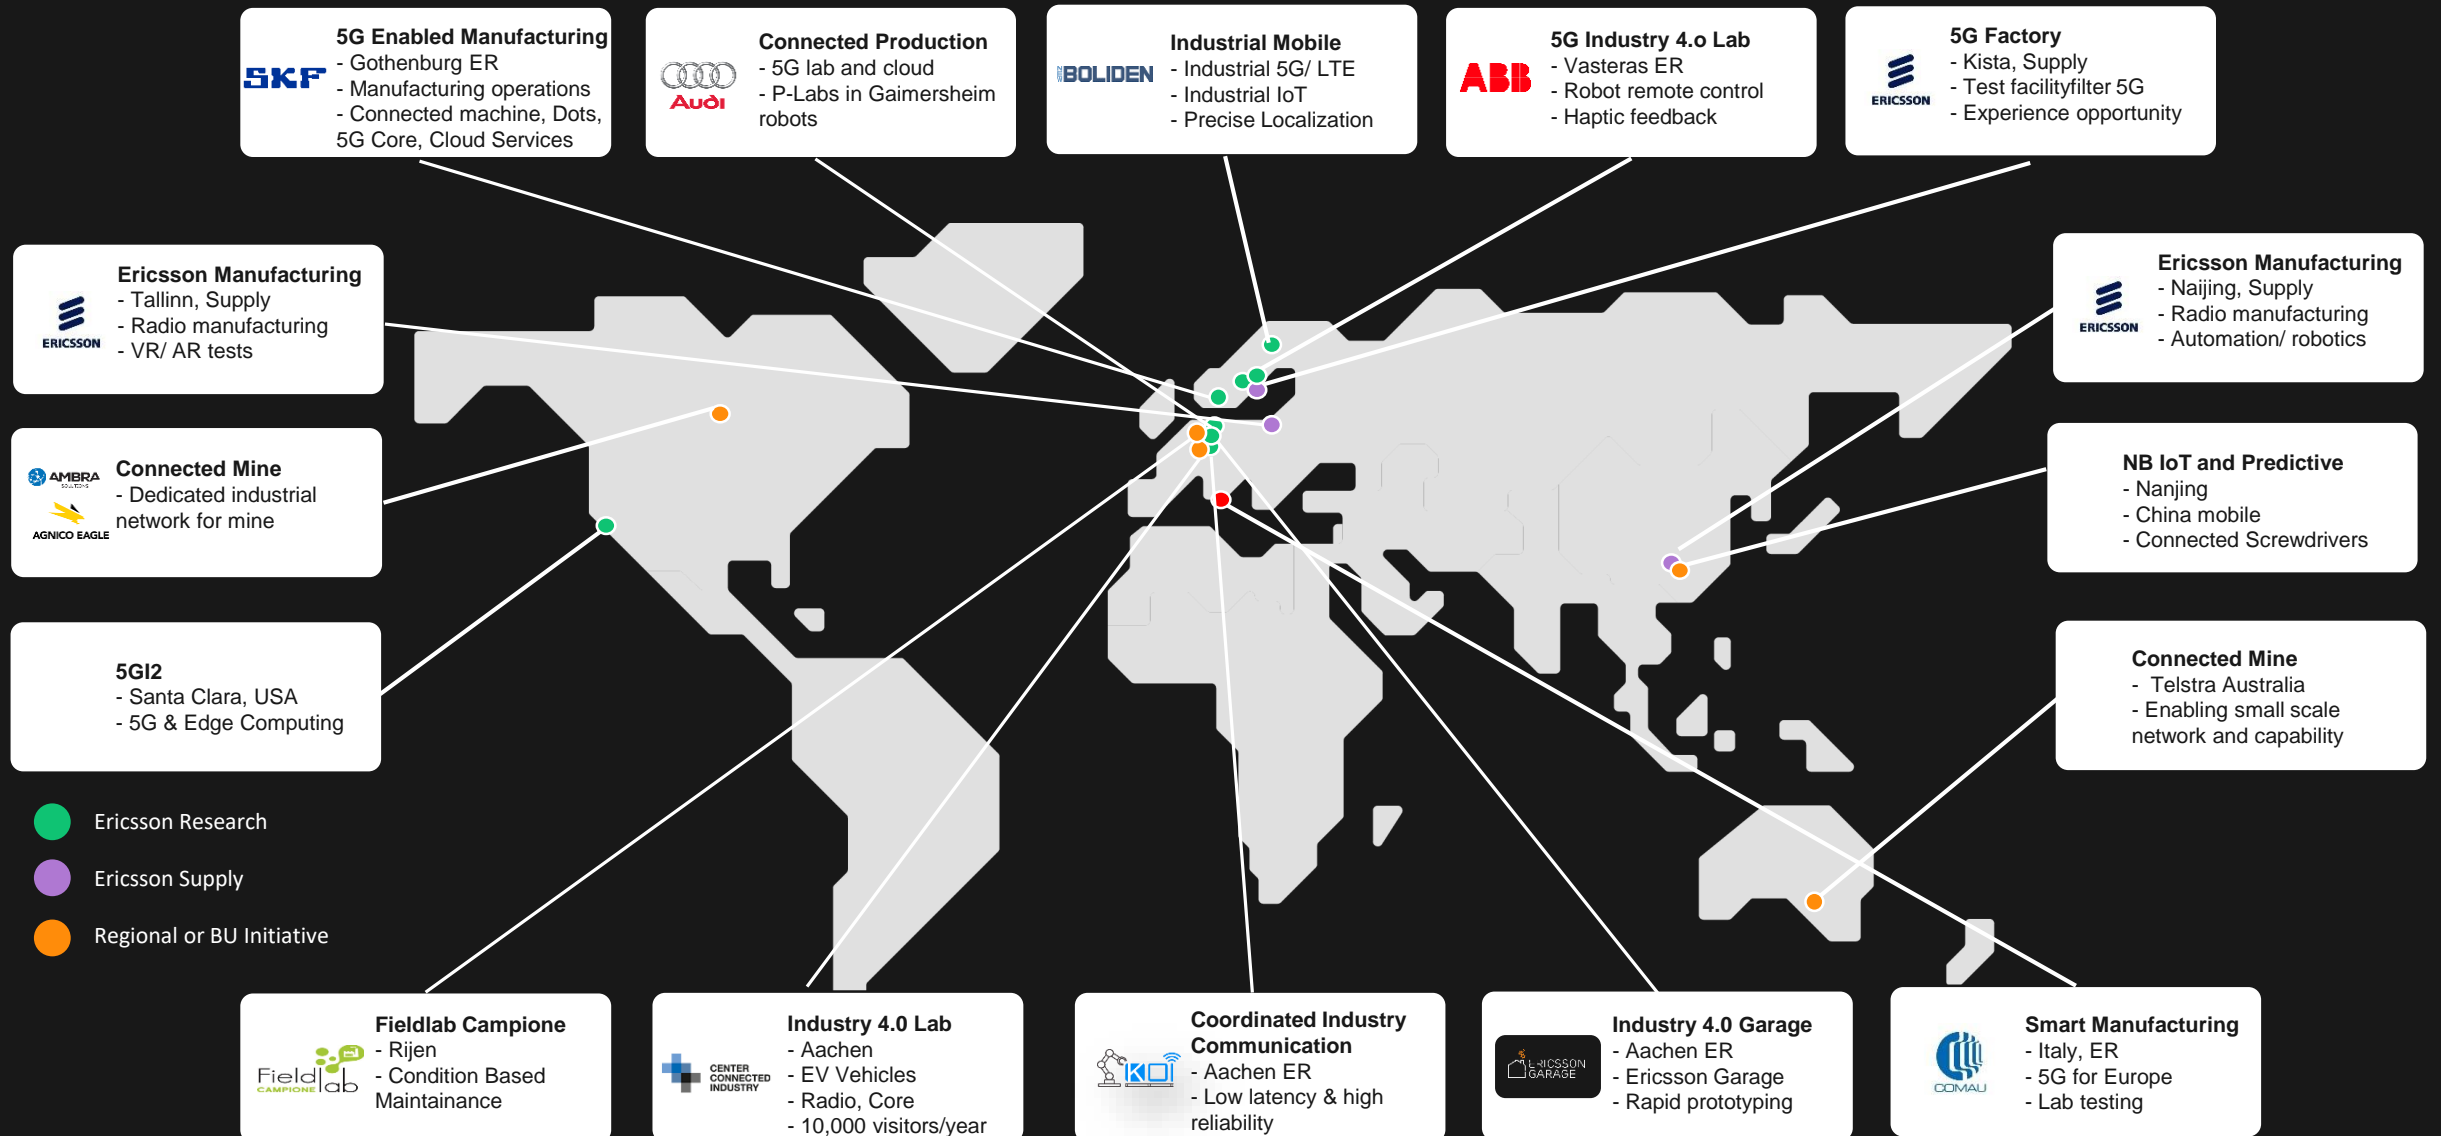 SKF
5G Enabled Manufacturing
- Gothenburg ER
- Manufacturing operations
- Connected machine, Dots,
5G Core, Cloud Services
Audi
Connected Production
- 5G lab and cloud
- P-Labs in Gaimersheim
robots
BOLIDEN
Industrial Mobile
- Industrial 5G/ LTE
- Industrial IoT
- Precise Localization
ABB
5G Industry 4.o Lab
- Vasteras ER
- Robot remote control
- Haptic feedback
ERICSSON
5G Factory
- Kista, Supply
- Test facilityfilter 5G
- Experience opportunity
ERICSSON
Ericsson Manufacturing
- Tallinn, Supply
- Radio manufacturing
- VR/ AR tests
ERICSSON
Ericsson Manufacturing
- Naijing, Supply
- Radio manufacturing
- Automation/ robotics
AMBRA
SOLUTIONS
AGNICO EAGLE
Connected Mine
- Dedicated industrial
network for mine
NB IoT and Predictive
- Nanjing
- China mobile
- Connected Screwdrivers
5GI2
- Santa Clara, USA
- 5G & Edge Computing
Connected Mine
- Telstra Australia
- Enabling small scale
network and capability
Ericsson Research
Ericsson Supply
Regional or BU Initiative
Fieldlab
CAMPIONE
Fieldlab Campione
- Rijen
- Condition Based
Maintainance
CENTER
CONNECTED
INDUSTRY
Industry 4.0 Lab
- Aachen
- EV Vehicles
- Radio, Core
- 10,000 visitors/year
KOI
Coordinated Industry
Communication
- Aachen ER
- Low latency & high
reliability
ERICSSON
GARAGE
Industry 4.0 Garage
- Aachen ER
- Ericsson Garage
- Rapid prototyping
COMAU
Smart Manufacturing
- Italy, ER
- 5G for Europe
- Lab testing